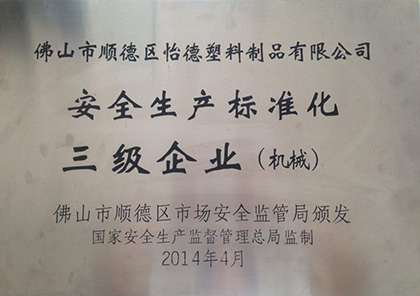 佛山市顺德区怡德塑料制品有限公司
安全生产标准化
三级企业（机械）
佛山市顺德区市场安全监管局颁发
国家安全生产监督管理总局监制
2014年4月